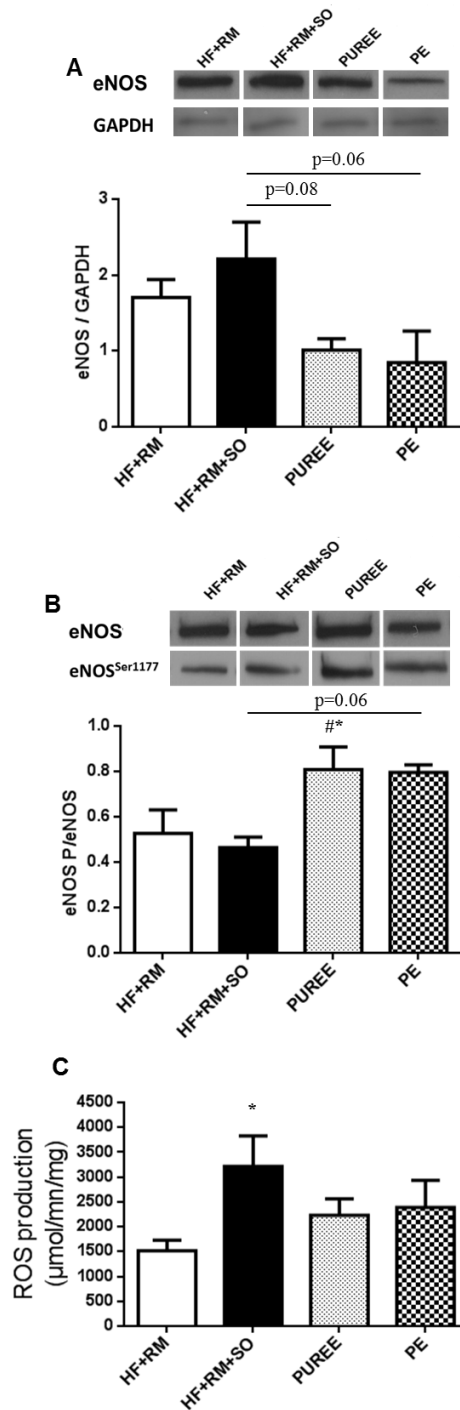 A
HF+RM HF+RM+SO PUREE PE
eNOS
GAPDH
p=0.06
p=0.08
eNOS / GAPDH
3
2
1
0
HF+RM HF+RM+SO PUREE PE
B
HF+RM HF+RM+SO PUREE PE
eNOS
eNOS^Ser1177
p=0.06
#*
eNOS P/eNOS
1.0
0.8
0.6
0.4
0.2
0.0
HF+RM HF+RM+SO PUREE PE
C
*
ROS production
(µmol/mn/mg)
4500
4000
3500
3000
2500
2000
1500
1000
500
0
HF+RM HF+RM+SO PUREE PE